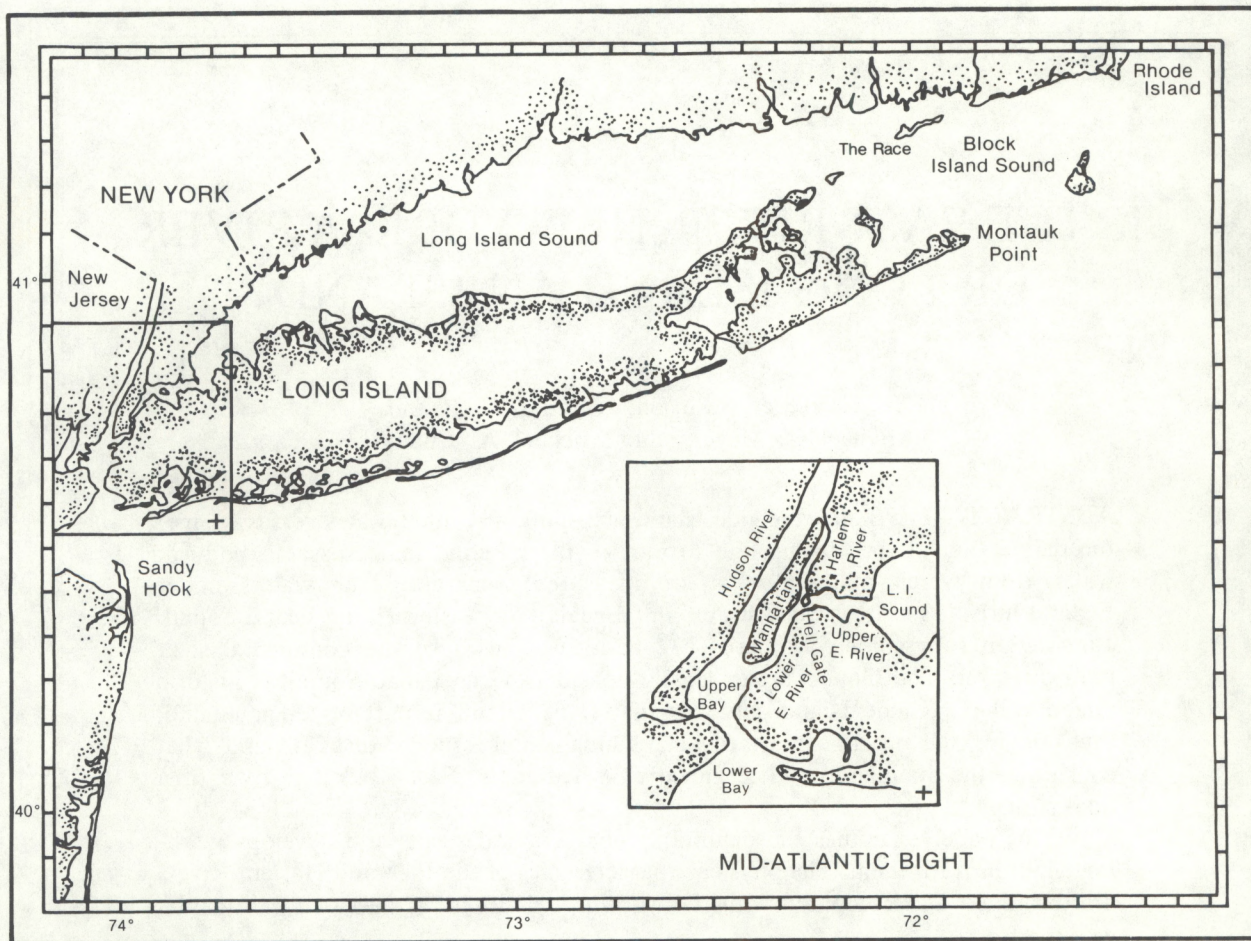 Rhode
Island
The Race
Block
Island Sound
NEW YORK
Long Island Sound
Montauk
Point
41°
New
Jersey
LONG ISLAND
Sandy
Hook
Hudson River
Manhattan
Harlem
River
L. I.
Sound
Hell Gate
Upper
E. River
Lower
E. River
Upper
Bay
Lower
Bay
40°
MID-ATLANTIC BIGHT
74°
73°
72°